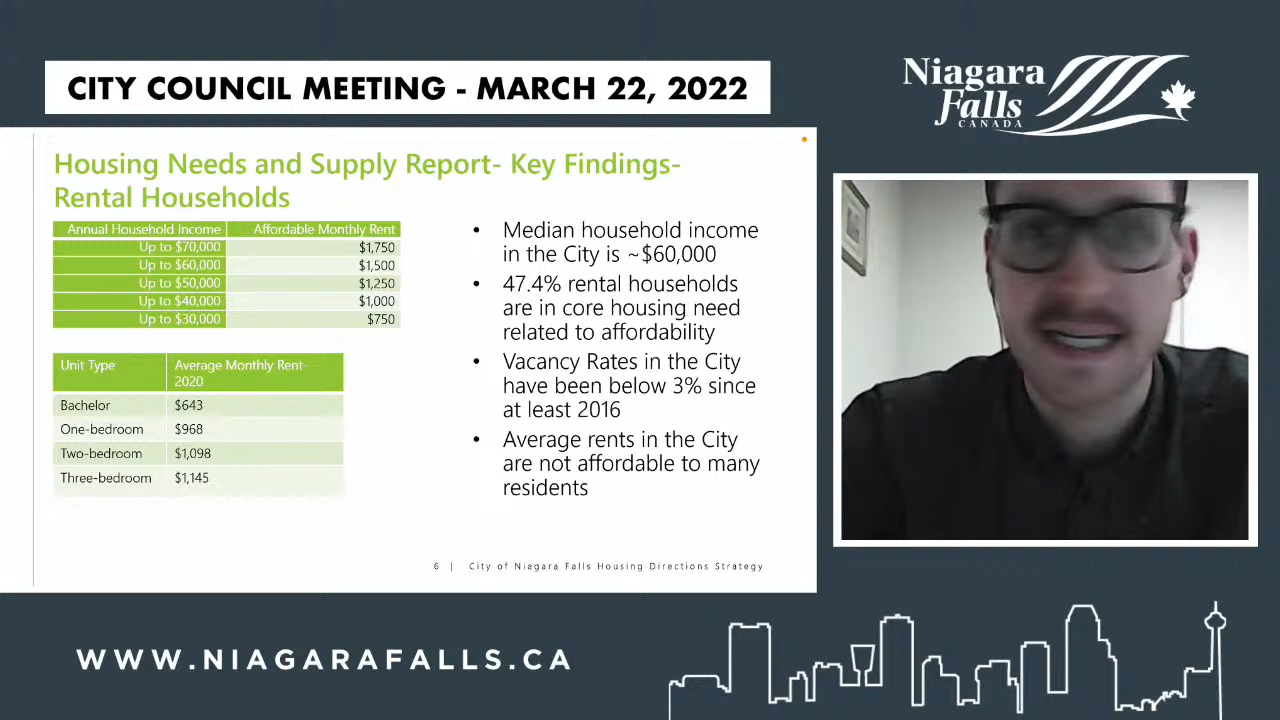 CITY COUNCIL MEETING - MARCH 22, 2022
Niagara
Falls
CANADA
Housing Needs and Supply Report- Key Findings-
Rental Households
Annual Household Income Affordable Monthly Rent
Up to $70,000 $1,750
Up to $60,000 $1,500
Up to $50,000 $1,250
Up to $40,000 $1,000
Up to $30,000 $750
Unit Type Average Monthly Rent-
2020
Bachelor $643
One-bedroom $968
Two-bedroom $1,098
Three-bedroom $1,145
• Median household income
in the City is ~$60,000
• 47.4% rental households
are in core housing need
related to affordability
• Vacancy Rates in the City
have been below 3% since
at least 2016
• Average rents in the City
are not affordable to many
residents
6 | City of Niagara Falls Housing Directions Strategy
WWW.NIAGARAFALLS.CA